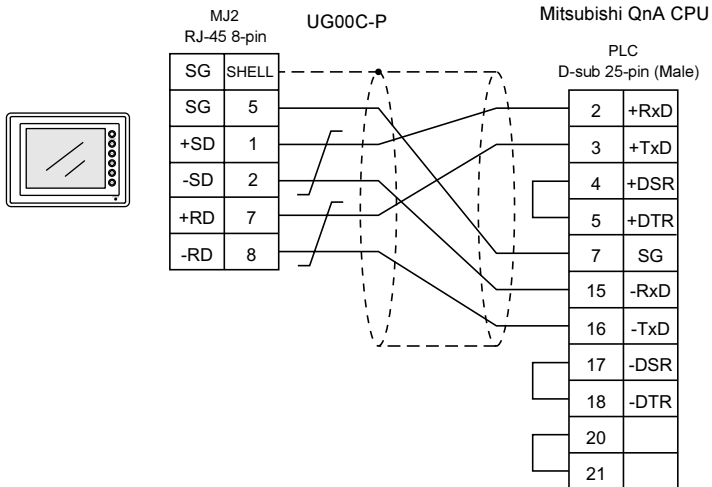 MJ2
RJ-45 8-pin
UG00C-P
Mitsubishi QnA CPU
PLC
D-sub 25-pin (Male)
SG SHELL
SG 5
+SD 1
-SD 2
+RD 7
-RD 8
2 +RxD
3 +TxD
4 +DSR
5 +DTR
7 SG
15 -RxD
16 -TxD
17 -DSR
18 -DTR
20
21